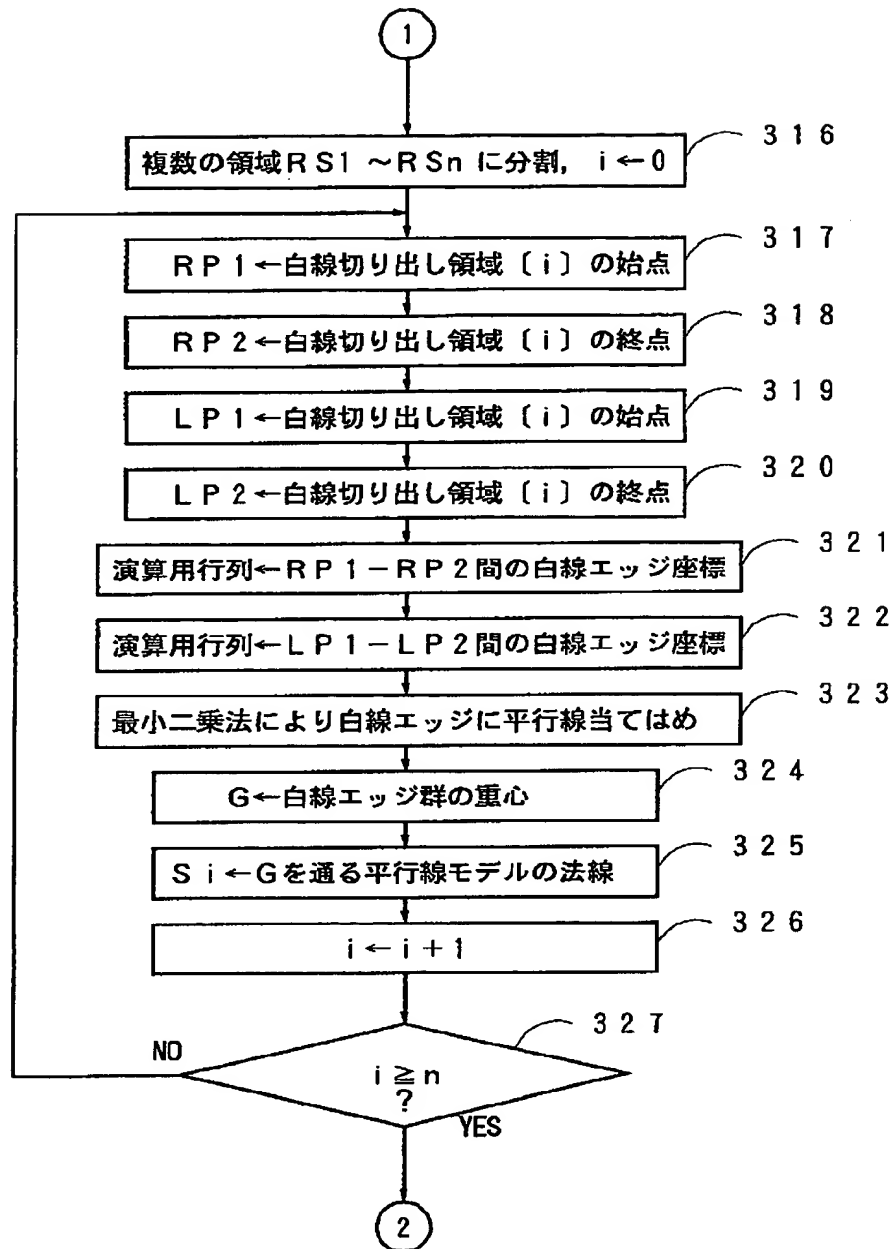 1
複数の領域RS1～RSnに分割, i←0
316
RP1←白線切り出し領域〔i〕の始点
317
RP2←白線切り出し領域〔i〕の終点
318
LP1←白線切り出し領域〔i〕の始点
319
LP2←白線切り出し領域〔i〕の終点
320
演算用行列←RP1－RP2間の白線エッジ座標
321
演算用行列←LP1－LP2間の白線エッジ座標
322
最小二乗法により白線エッジに平行線当てはめ
323
G←白線エッジ群の重心
324
Si←Gを通る平行線モデルの法線
325
i←i+1
326
327
NO
i≧n
?
YES
2